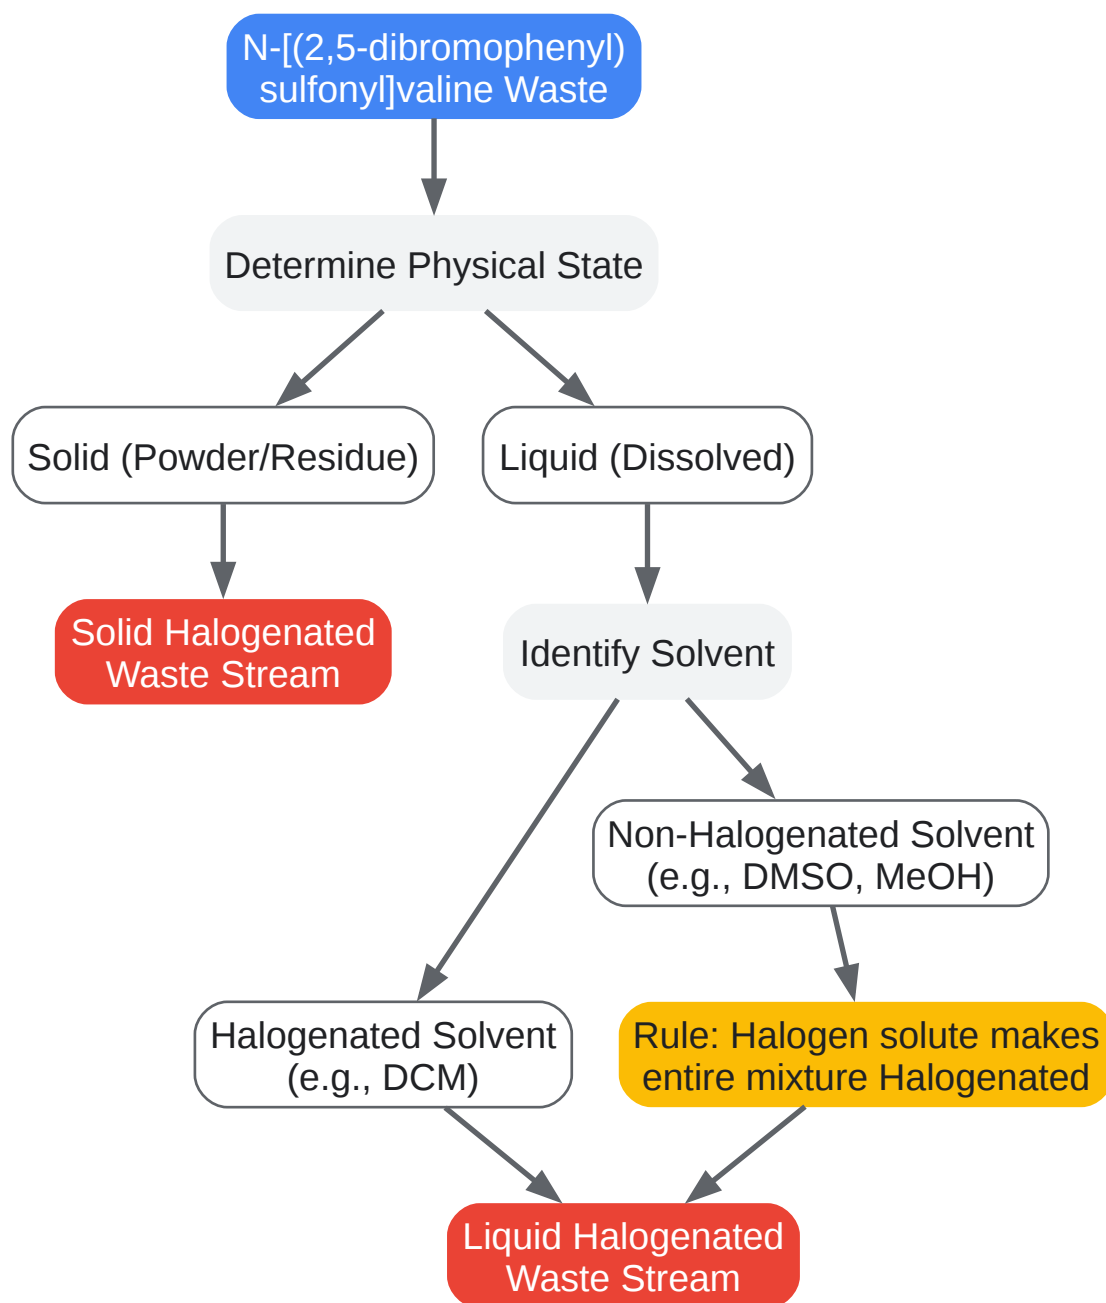 N-[(2,5-dibromophenyl)
sulfonyl]valine Waste
Determine Physical State
Solid (Powder/Residue)
Liquid (Dissolved)
Solid Halogenated
Waste Stream
Identify Solvent
Non-Halogenated Solvent
(e.g., DMSO, MeOH)
Halogenated Solvent
(e.g., DCM)
Rule: Halogen solute makes
entire mixture Halogenated
Liquid Halogenated
Waste Stream